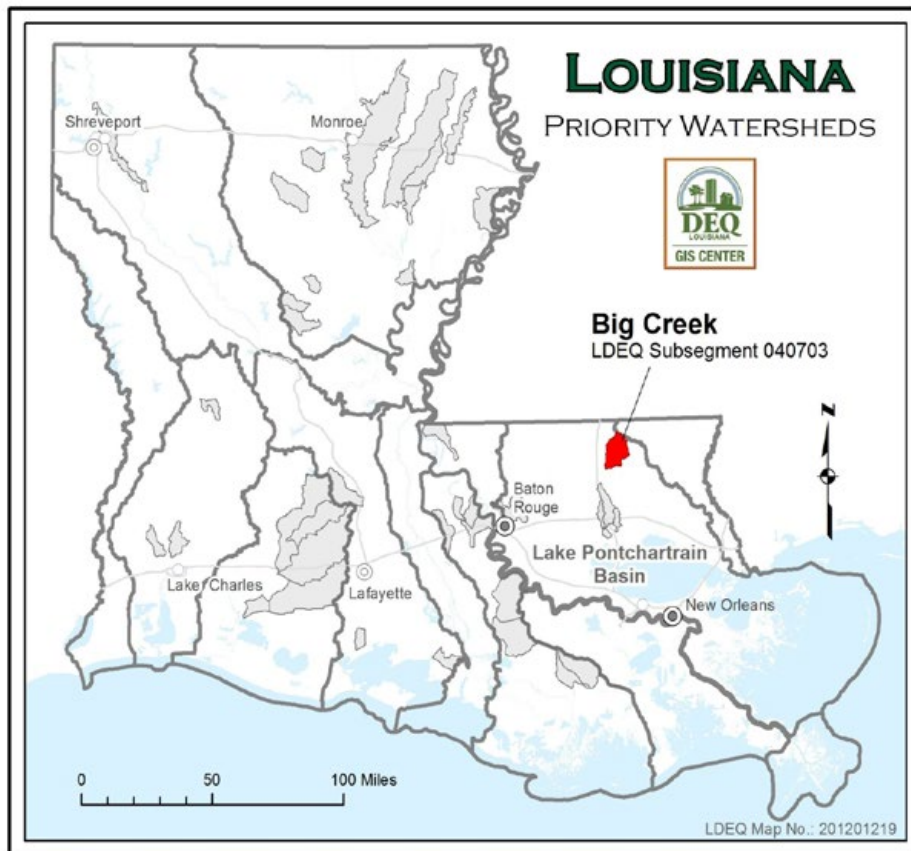 LOUISIANA
PRIORITY WATERSHEDS
DEQ
LOUISIANA
GIS CENTER
Shreveport
Monroe
Big Creek
LDEQ Subsegment 040703
N
Baton
Rouge
Lake Pontchartrain
Basin
Lake Charles
Lafayette
New Orleans
0 50 100 Miles
LDEQ Map No.: 201201219